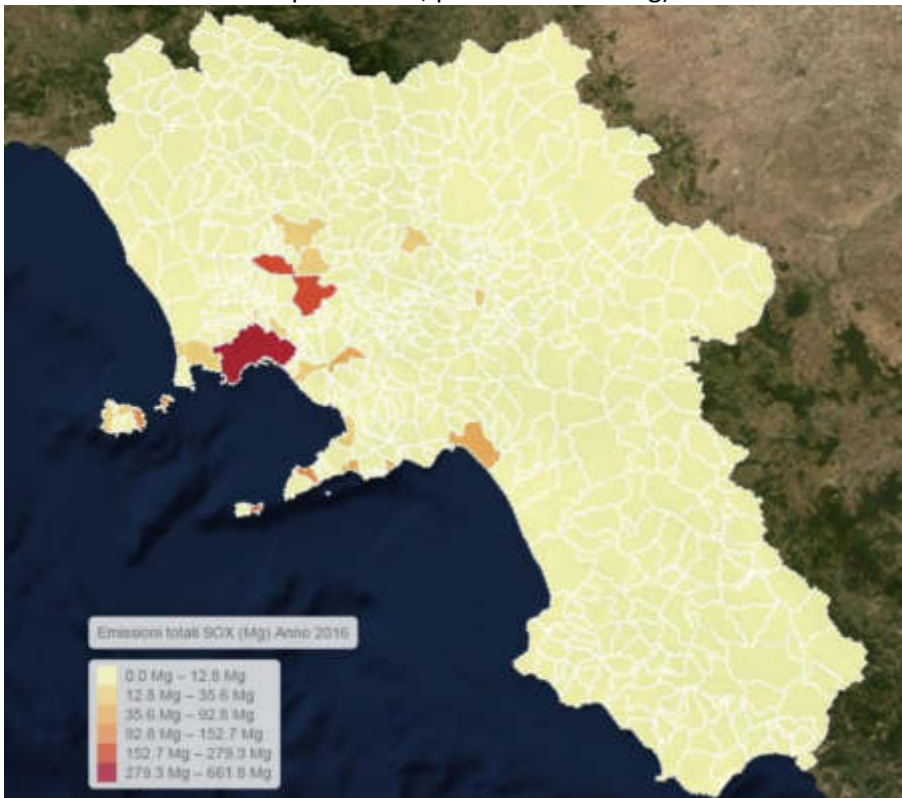 Emissioni totali SOX (Mg) Anno 2016
0.0 Mg – 12.8 Mg
12.8 Mg – 35.6 Mg
35.6 Mg – 92.8 Mg
92.8 Mg – 152.7 Mg
152.7 Mg – 279.3 Mg
279.3 Mg – 661.8 Mg